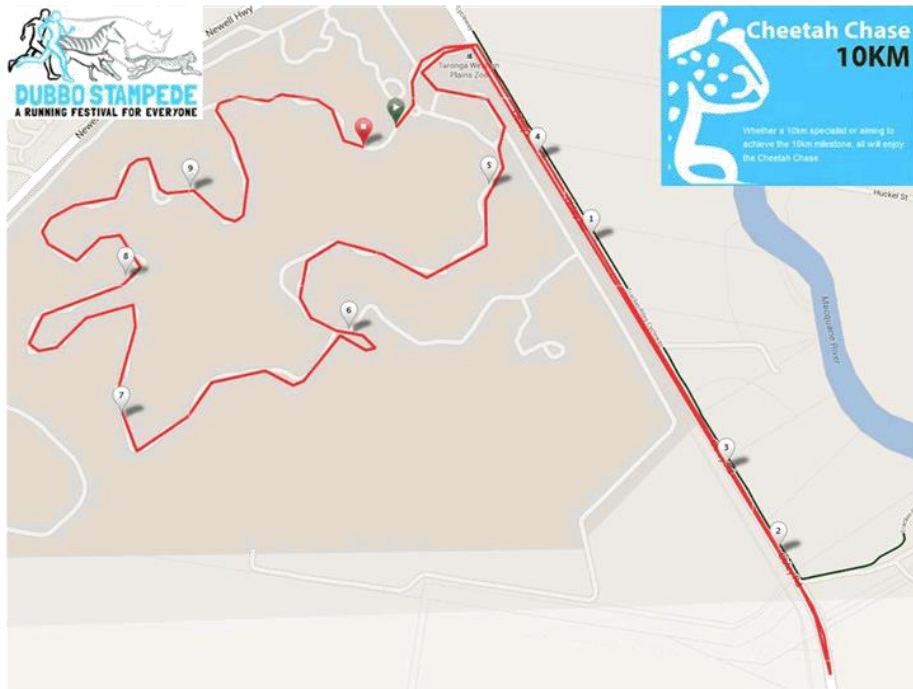 DUBBO STAMPEDE
A RUNNING FESTIVAL FOR EVERYONE
Newell Hwy
Newell
Taronga Western
Plains Zoo
Cheetah Chase
10KM
Whether a 10km specialist or aiming to
achieve the 10km milestone, all will enjoy
the Cheetah Chase
Huckel St
Macquarie River
4
5
9
1
8
6
7
3
2